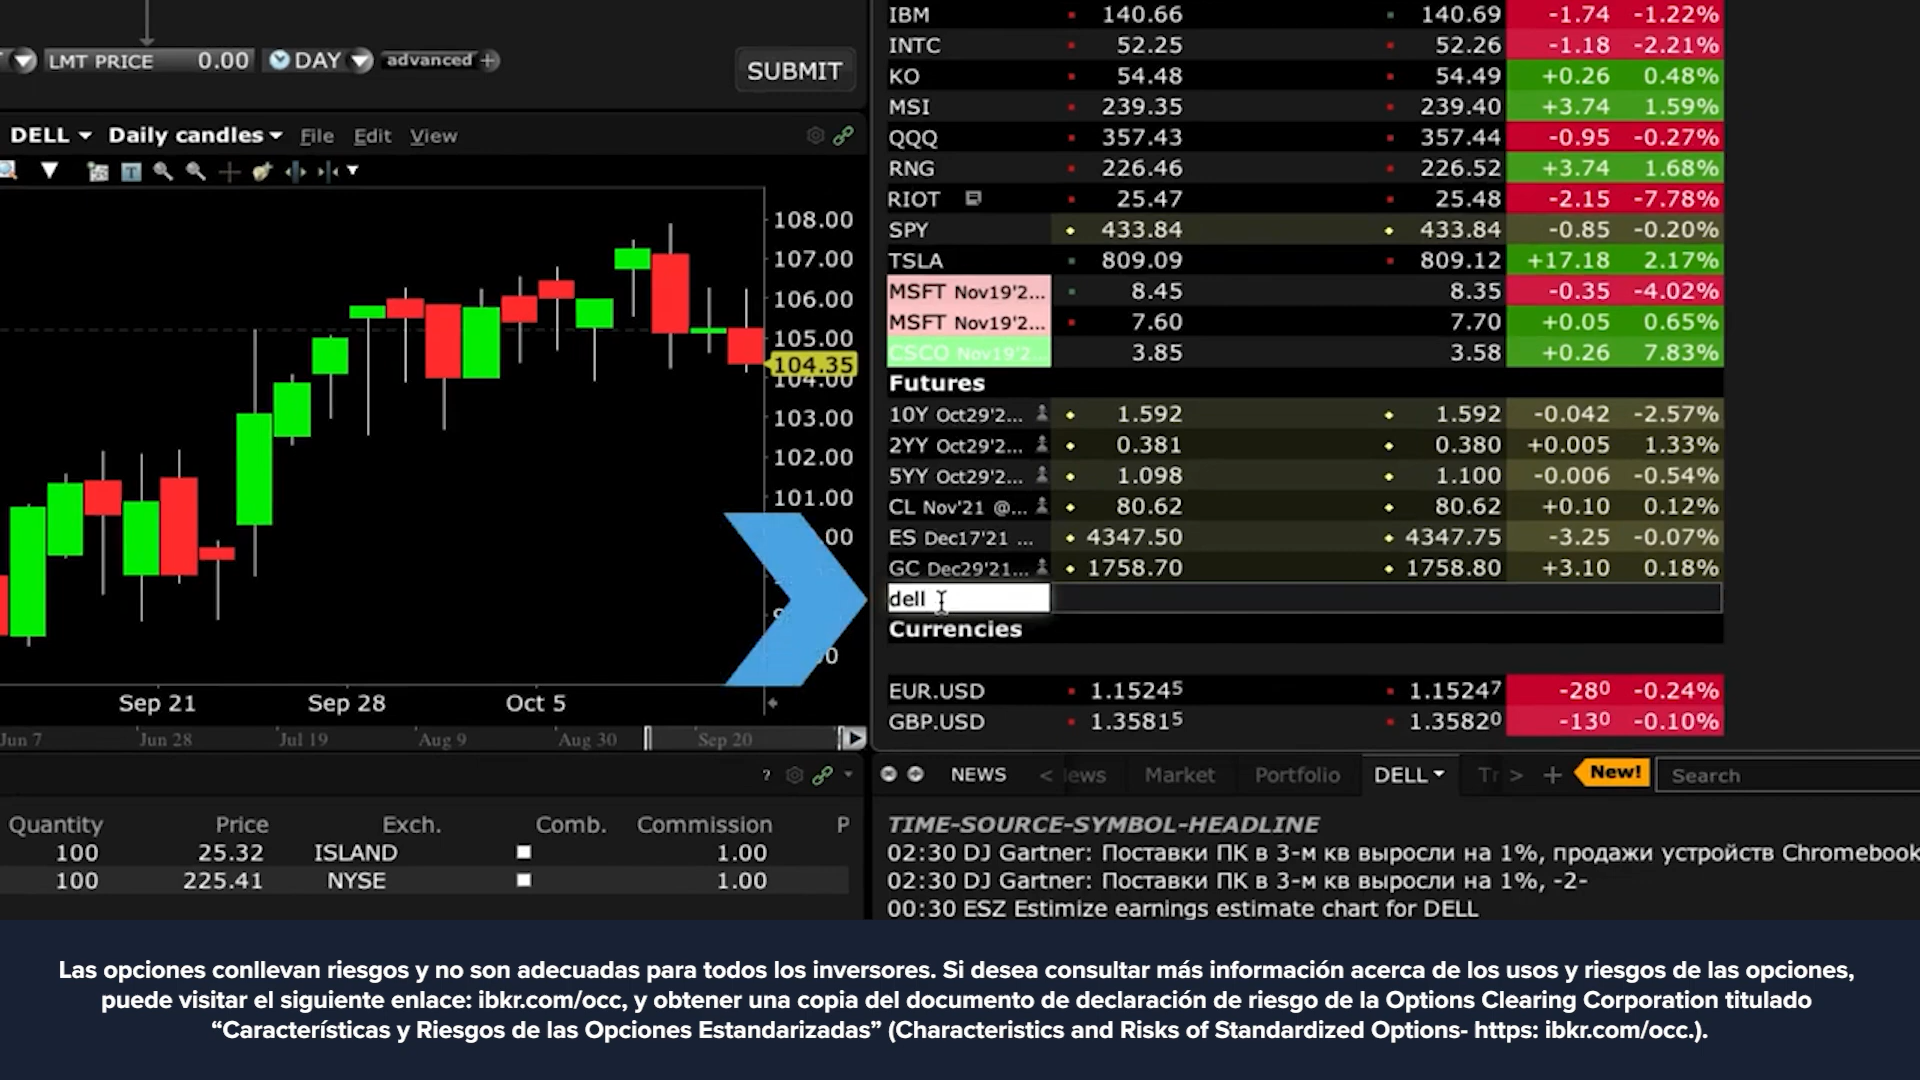 LMT PRICE 0.00 DAY advanced +
SUBMIT
DELL Daily candles File Edit View
108.00
107.00
106.00
105.00
104.35
104.00
103.00
102.00
101.00
.00
Sep 21 Sep 28 Oct 5
Jun 7 Jun 28 Jul 19 Aug 9 Aug 30 Sep 20
?
Quantity Price Exch. Comb. Commission P
100 25.32 ISLAND 1.00
100 225.41 NYSE 1.00
IBM 140.66 140.69 -1.74 -1.22%
INTC 52.25 52.26 -1.18 -2.21%
KO 54.48 54.49 +0.26 0.48%
MSI 239.35 239.40 +3.74 1.59%
QQQ 357.43 357.44 -0.95 -0.27%
RNG 226.46 226.52 +3.74 1.68%
RIOT 25.47 25.48 -2.15 -7.78%
SPY 433.84 433.84 -0.85 -0.20%
TSLA 809.09 809.12 +17.18 2.17%
MSFT Nov19'2... 8.45 8.35 -0.35 -4.02%
MSFT Nov19'2... 7.60 7.70 +0.05 0.65%
CSCO Nov19'2... 3.85 3.58 +0.26 7.83%
Futures
10Y Oct29'2... 1.592 1.592 -0.042 -2.57%
2YY Oct29'2... 0.381 0.380 +0.005 1.33%
5YY Oct29'2... 1.098 1.100 -0.006 -0.54%
CL Nov'21 @... 80.62 80.62 +0.10 0.12%
ES Dec17'21 ... 4347.50 4347.75 -3.25 -0.07%
GC Dec29'21... 1758.70 1758.80 +3.10 0.18%
dell
Currencies
EUR.USD 1.15245 1.15247 -280 -0.24%
GBP.USD 1.35815 1.35820 -130 -0.10%
NEWS < iews Market Portfolio DELL Tr > + New! Search
TIME-SOURCE-SYMBOL-HEADLINE
02:30 DJ Gartner: Поставки ПК в 3-м кв выросли на 1%, продажи устройств Chromebook
02:30 DJ Gartner: Поставки ПК в 3-м кв выросли на 1%, -2-
00:30 ESZ Estimize earnings estimate chart for DELL
Las opciones conllevan riesgos y no son adecuadas para todos los inversores. Si desea consultar más información acerca de los usos y riesgos de las opciones,
puede visitar el siguiente enlace: ibkr.com/occ, y obtener una copia del documento de declaración de riesgo de la Options Clearing Corporation titulado
“Características y Riesgos de las Opciones Estandarizadas” (Characteristics and Risks of Standardized Options- https: ibkr.com/occ.).